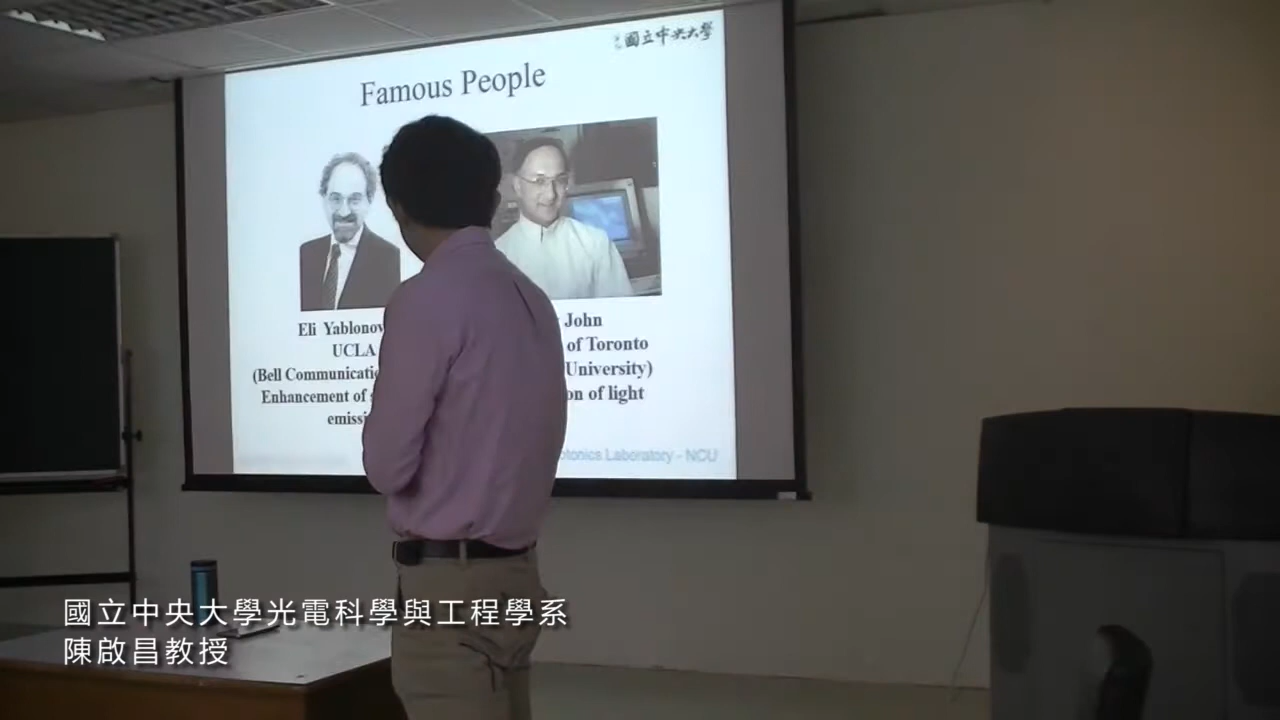 國立中央大學
Famous People
Eli Yablonov
UCLA
(Bell Communicatio
Enhancement of
emissi
John
of Toronto
University)
on of light
otonics Laboratory - NCU
國立中央大學光電科學與工程學系
陳啟昌教授